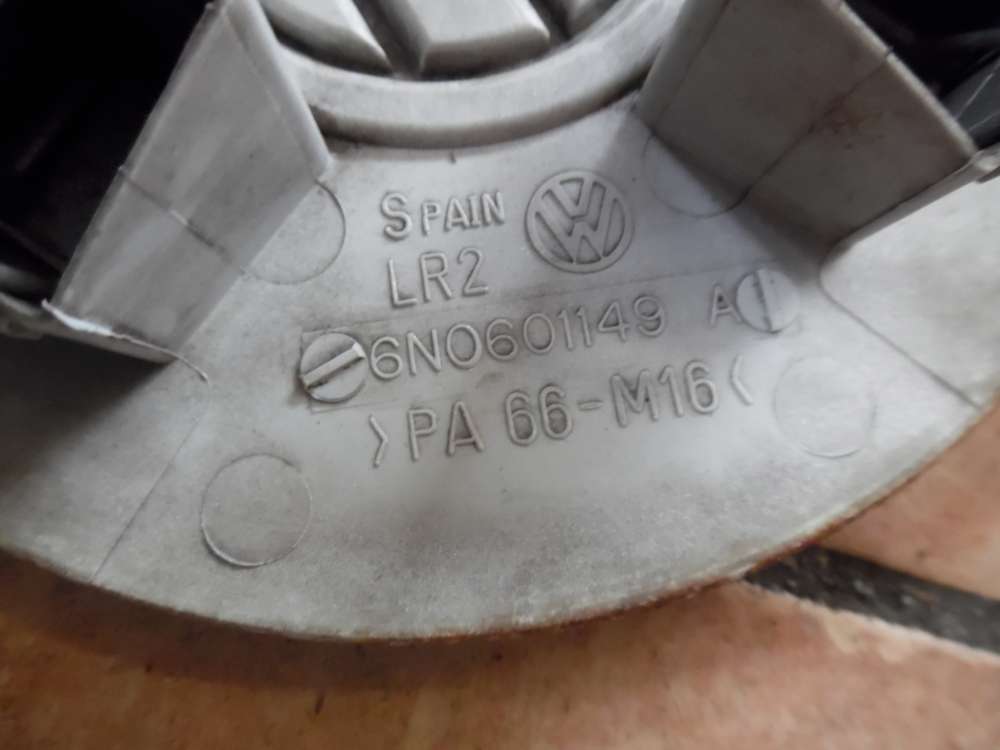 SPAIN
LR2
6N0601149 A
>PA 66-M16<